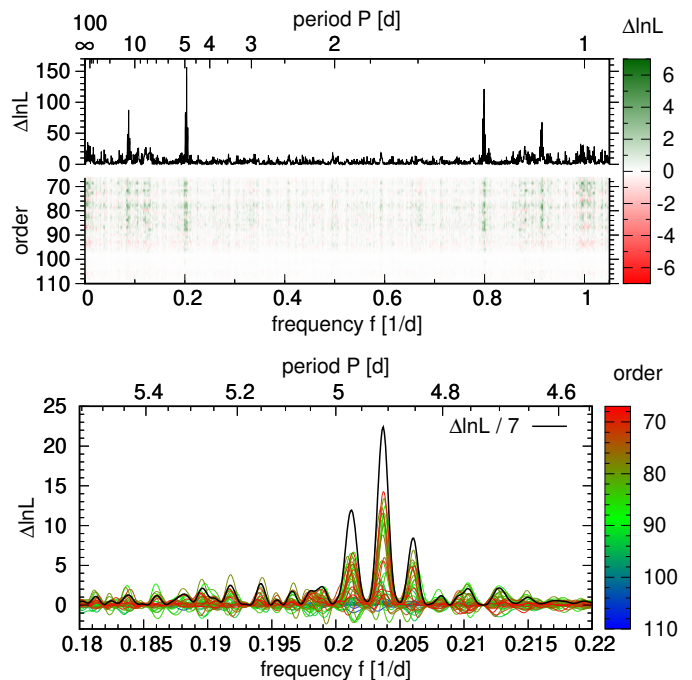 period P [d]
ΔlnL
100
∞ 10 5 4 3 2 1
ΔlnL
150
100
50
0
order
70
80
90
100
110
0 0.2 0.4 0.6 0.8 1
frequency f [1/d]
6
4
2
0
-2
-4
-6
period P [d]
order
5.4 5.2 5 4.8 4.6
ΔlnL
25
20
15
10
5
0
ΔlnL / 7
0.18 0.185 0.19 0.195 0.2 0.205 0.21 0.215 0.22
frequency f [1/d]
70
80
90
100
110